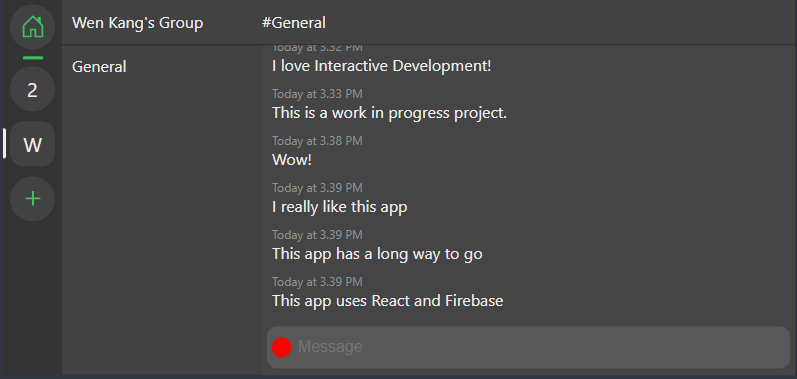 Wen Kang's Group
#General
General
2
W
+
Today at 3.32 PM
I love Interactive Development!
Today at 3.33 PM
This is a work in progress project.
Today at 3.38 PM
Wow!
Today at 3.39 PM
I really like this app
Today at 3.39 PM
This app has a long way to go
Today at 3.39 PM
This app uses React and Firebase
Message